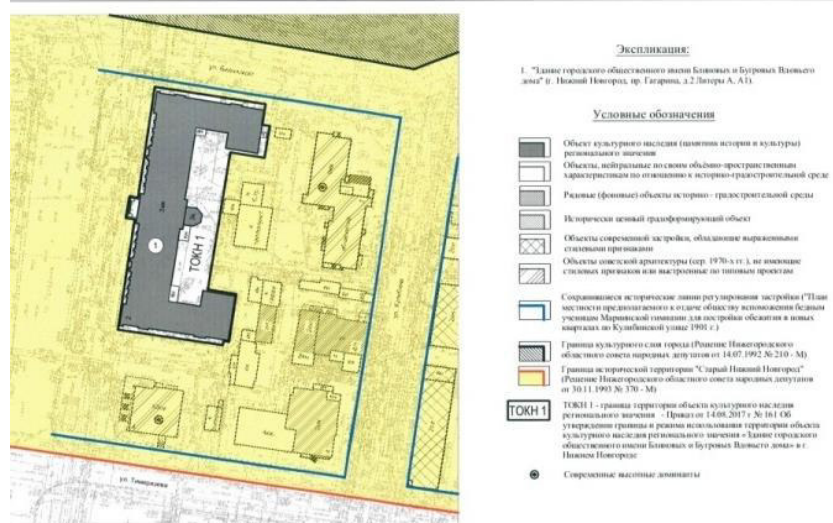 Экспликация:
1. "Здание городского общественного имени Блиновых и Бугровых Вдовьего
дома" (г. Нижний Новгород, пр. Гагарина, д.2 Литеры А, А1).
Условные обозначения
Объект культурного наследия (памятник истории и культуры)
регионального значения
Объекты, нейтральные по своим объёмно-пространственным
характеристикам по отношению к историко-градостроительной среде
Рядовые (фоновые) объекты историко - градостроительной среды
Исторически ценный градоформирующий объект
Объекты современной застройки, обладающие выраженными
стилевыми признаками
Объекты советской архитектуры (сер. 1970-х гг.), не имеющие
стилевых признаков или выстроенные по типовым проектам
Сохранившиеся исторические линии регулирования застройки ("План
местности предполагаемого к отдаче обществу вспоможения бедным
ученицам Мариинской гимназии для постройки общежития в новых
кварталах по Кулибинской улице 1901 г.)
Граница культурного слоя города (Решение Нижегородского
областного совета народных депутатов от 14.07.1992 № 210 - М)
Граница исторической территории "Старый Нижний Новгород"
(Решение Нижегородского областного совета народных депутатов
от 30.11.1993 № 370 - М)
ТОКН 1
ТОКН 1 - граница территории объекта культурного наследия
регионального значения - Приказ от 14.08.2017 г. № 161 Об
утверждении границы и режима использования территории объекта
культурного наследия регионального значения «Здание городского
общественного имени Блиновых и Бугровых Вдовьего дома» в г.
Нижнем Новгороде
Современные высотные доминанты
1
ТОКН 1
ул. Тимирязева